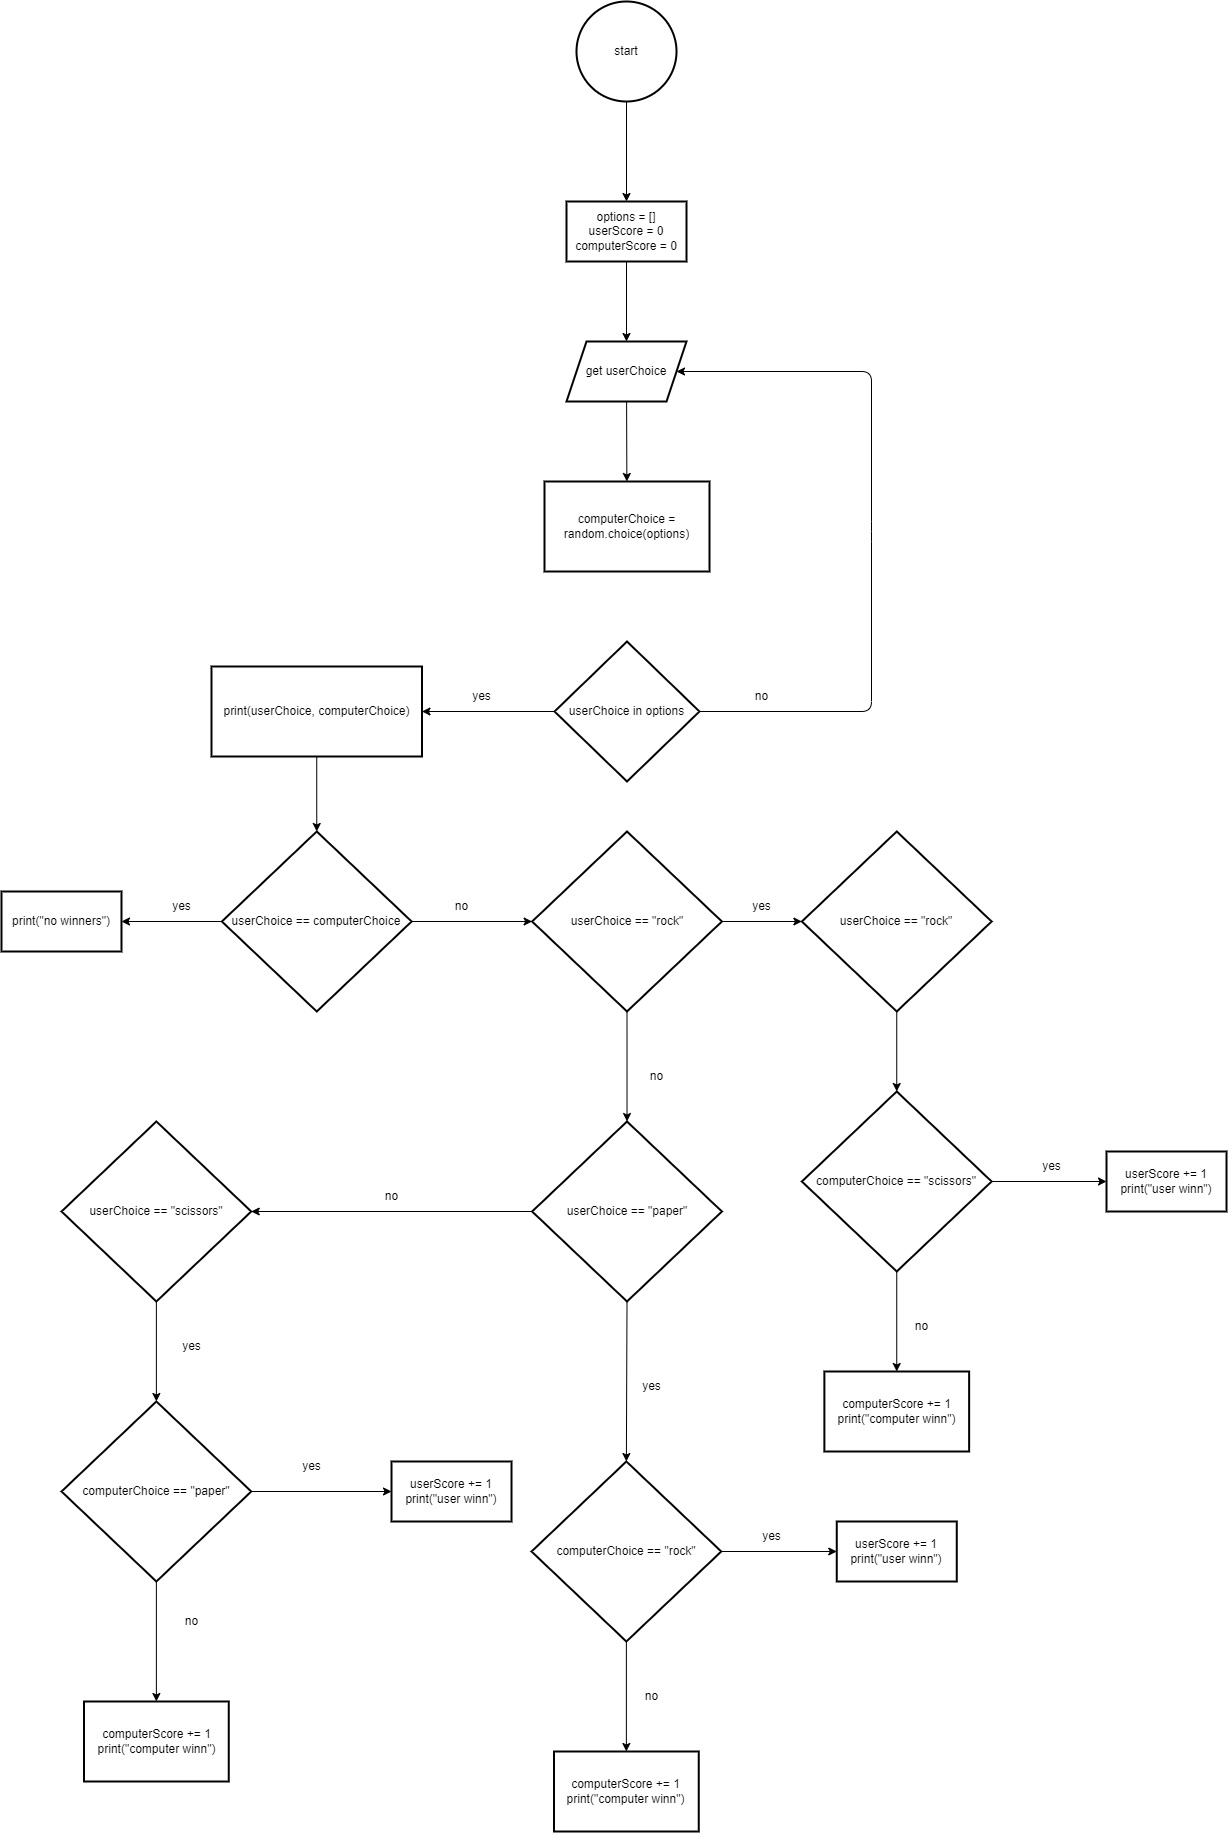 start
options = []
userScore = 0
computerScore = 0
get userChoice
computerChoice =
random.choice(options)
print(userChoice, computerChoice)
yes
userChoice in options
no
print("no winners")
yes
userChoice == computerChoice
no
userChoice == "rock"
yes
userChoice == "rock"
no
userChoice == "scissors"
no
userChoice == "paper"
computerChoice == "scissors"
yes
userScore += 1
print("user winn")
yes
yes
no
computerScore += 1
print("computer winn")
computerChoice == "paper"
yes
userScore += 1
print("user winn")
computerChoice == "rock"
yes
userScore += 1
print("user winn")
no
no
computerScore += 1
print("computer winn")
computerScore += 1
print("computer winn")